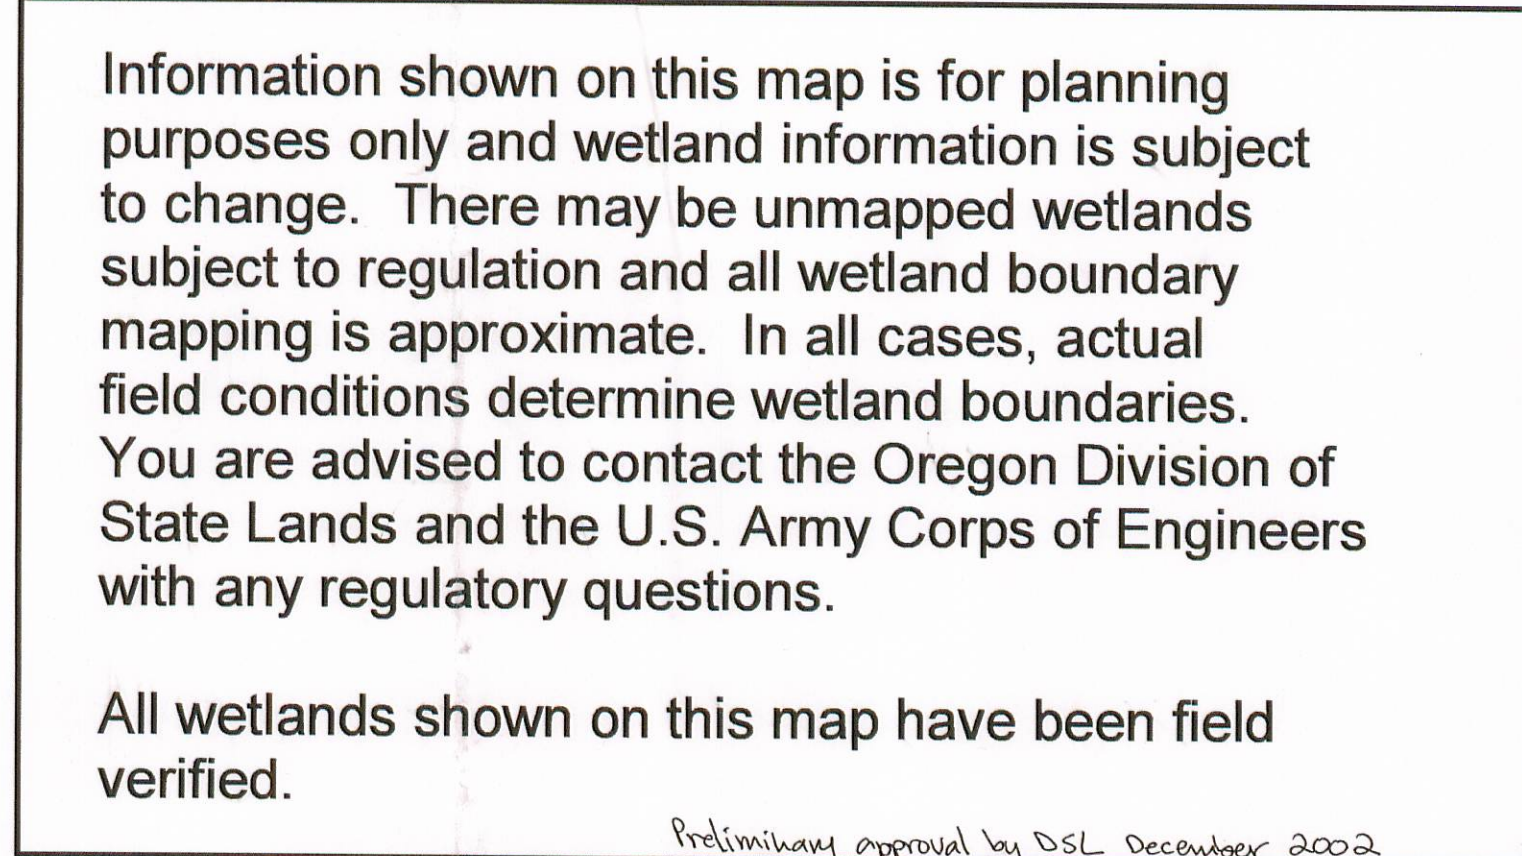 Information shown on this map is for planning
purposes only and wetland information is subject
to change.  There may be unmapped wetlands
subject to regulation and all wetland boundary
mapping is approximate.  In all cases, actual
field conditions determine wetland boundaries.
You are advised to contact the Oregon Division of
State Lands and the U.S. Army Corps of Engineers
with any regulatory questions.
All wetlands shown on this map have been field
verified.
Preliminary approval by DSL December 2002